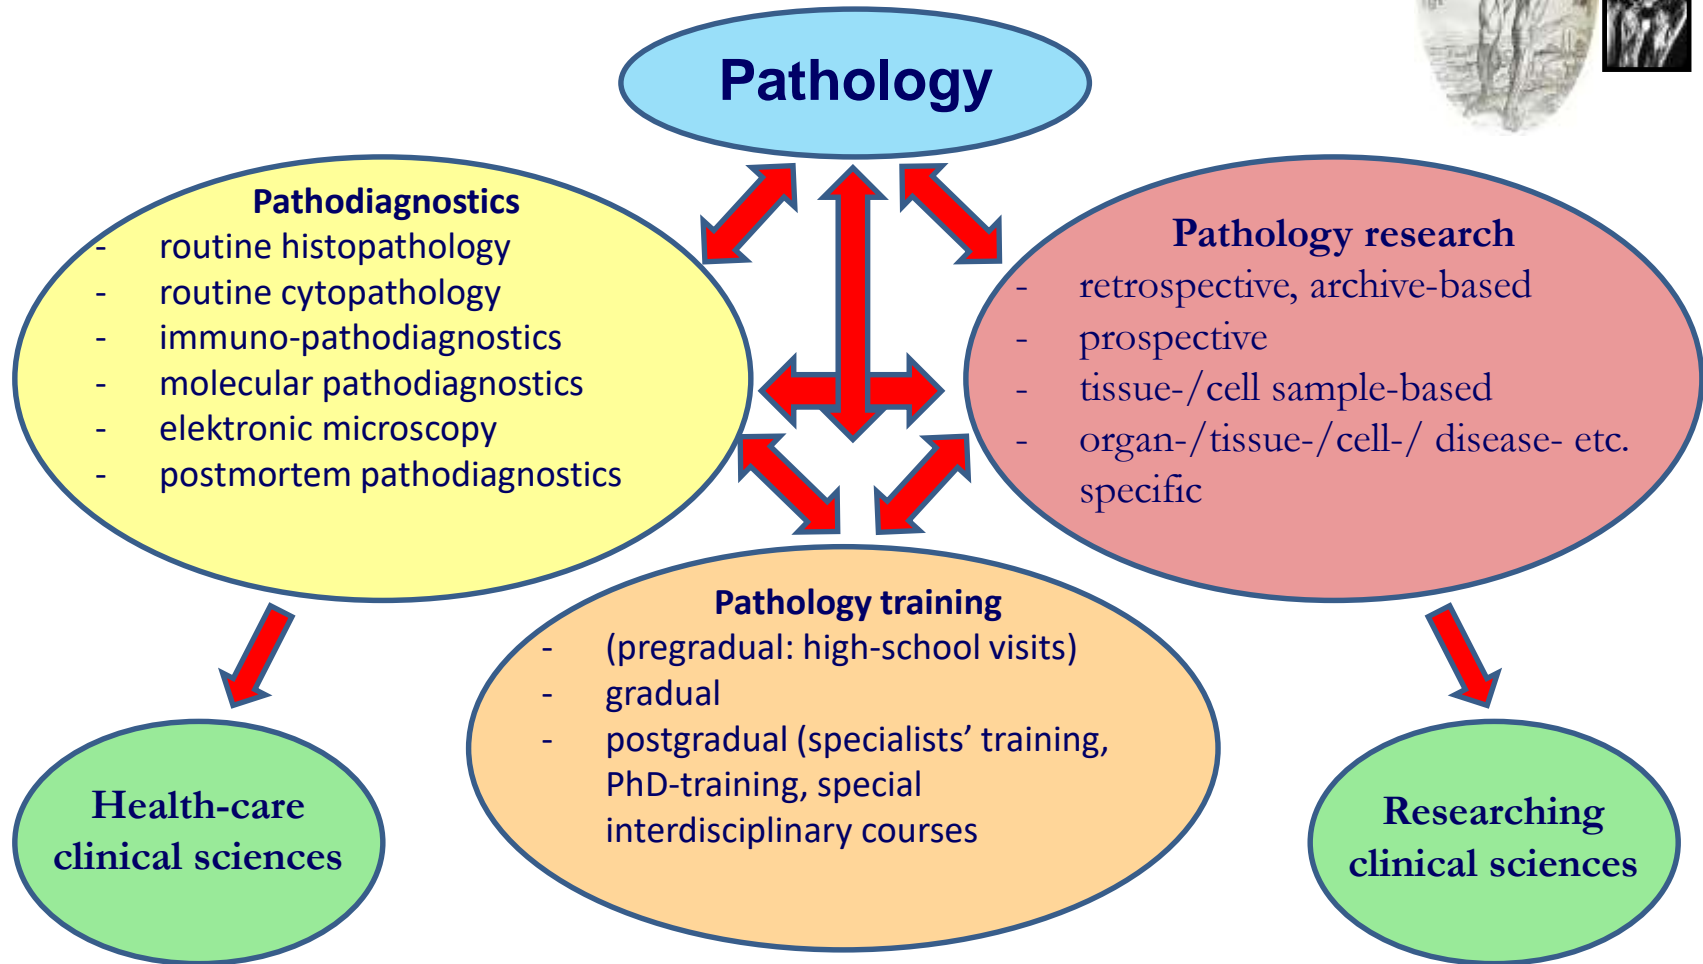 Pathology
Pathodiagnostics
- routine histopathology
- routine cytopathology
- immuno-pathodiagnostics
- molecular pathodiagnostics
- elektronic microscopy
- postmortem pathodiagnostics
Pathology research
- retrospective, archive-based
- prospective
- tissue-/cell sample-based
- organ-/tissue-/cell-/ disease- etc.
specific
Pathology training
- (pregradual: high-school visits)
- gradual
- postgradual (specialists’ training,
PhD-training, special
interdisciplinary courses
Health-care
clinical sciences
Researching
clinical sciences